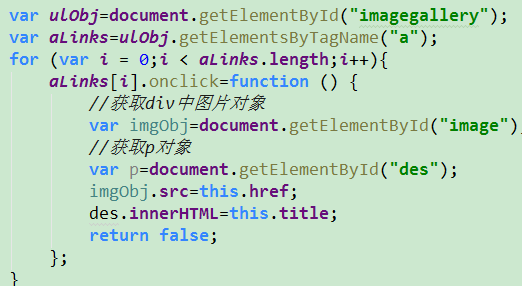 var ulObj=document.getElementById("imagegallery");
var aLinks=ulObj.getElementsByTagName("a");
for (var i = 0;i < aLinks.length;i++){
    aLinks[i].onclick=function () {
        //获取div中图片对象
        var imgObj=document.getElementById("image");
        //获取p对象
        var p=document.getElementById("des");
        imgObj.src=this.href;
        des.innerHTML=this.title;
        return false;
    };
}